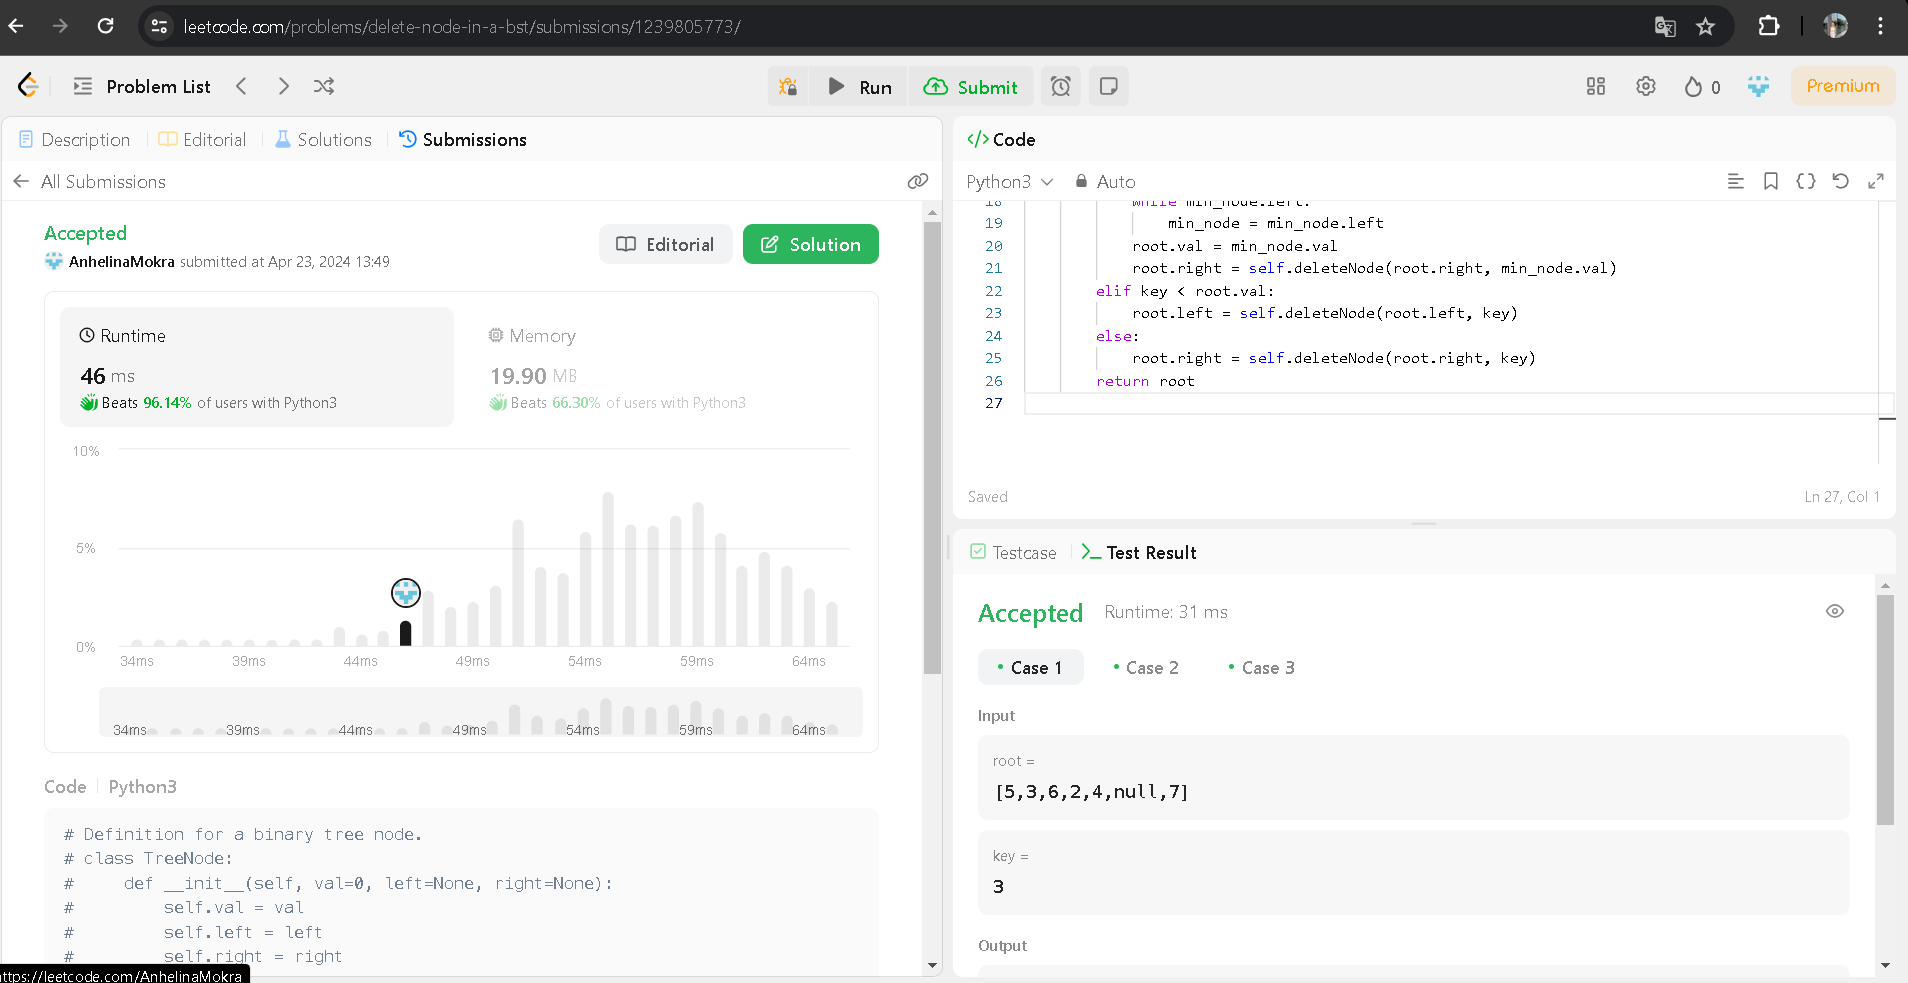 leetcode.com/problems/delete-node-in-a-bst/submissions/1239805773/
Problem List
Run
Submit
0
Premium
Description
Editorial
Solutions
Submissions
All Submissions
Accepted
AnhelinaMokra submitted at Apr 23, 2024 13:49
Editorial
Solution
Runtime
46 ms
Beats 96.14% of users with Python3
Memory
19.90 MB
Beats 66.30% of users with Python3
10%
5%
0%
34ms 39ms 44ms 49ms 54ms 59ms 64ms
34ms 39ms 44ms 49ms 54ms 59ms 64ms
Code Python3
# Definition for a binary tree node.
# class TreeNode:
#     def __init__(self, val=0, left=None, right=None):
#         self.val = val
#         self.left = left
#         self.right = right
https://leetcode.com/AnhelinaMokra
</> Code
Python3
Auto
18 while min_node.left:
19 min_node = min_node.left
20 root.val = min_node.val
21 root.right = self.deleteNode(root.right, min_node.val)
22 elif key < root.val:
23 root.left = self.deleteNode(root.left, key)
24 else:
25 root.right = self.deleteNode(root.right, key)
26 return root
27
Saved
Ln 27, Col 1
Testcase
Test Result
Accepted Runtime: 31 ms
Case 1
Case 2
Case 3
Input
root =
[5,3,6,2,4,null,7]
key =
3
Output